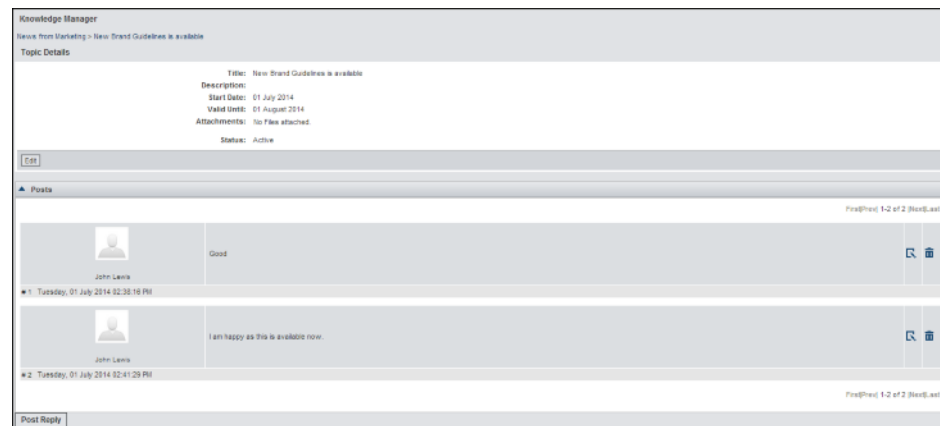 Knowledge Manager
News from Marketing > New Brand Guidelines is available
Topic Details
Title: New Brand Guidelines is available
Description:
Start Date: 01 July 2014
Valid Until: 01 August 2014
Attachments: No Files attached.
Status: Active
Edit
Posts
First|Prev| 1-2 of 2 |Next|Last
Good
John Lewis
#1 Tuesday, 01 July 2014 02:38:16 PM
I am happy as this is available now.
John Lewis
#2 Tuesday, 01 July 2014 02:41:29 PM
First|Prev| 1-2 of 2 |Next|Last
Post Reply